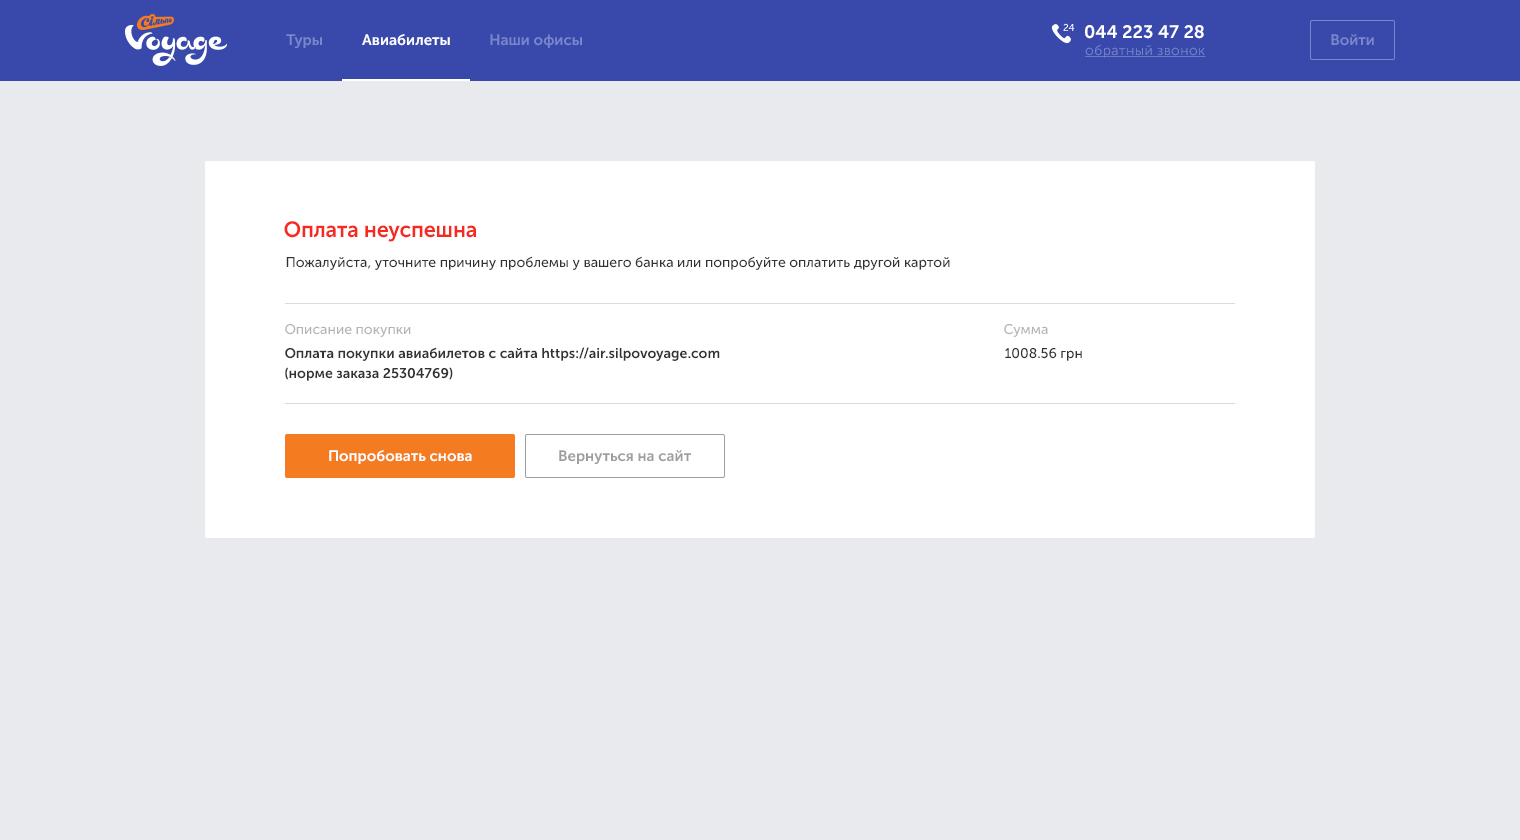 Сільпо
Voyage
Туры
Авиабилеты
Наши офисы
24
044 223 47 28
обратный звонок
Войти
Оплата неуспешна
Пожалуйста, уточните причину проблемы у вашего банка или попробуйте оплатить другой картой
Описание покупки
Сумма
Оплата покупки авиабилетов с сайта https://air.silpovoyage.com
1008.56 грн
(норме заказа 25304769)
Попробовать снова
Вернуться на сайт